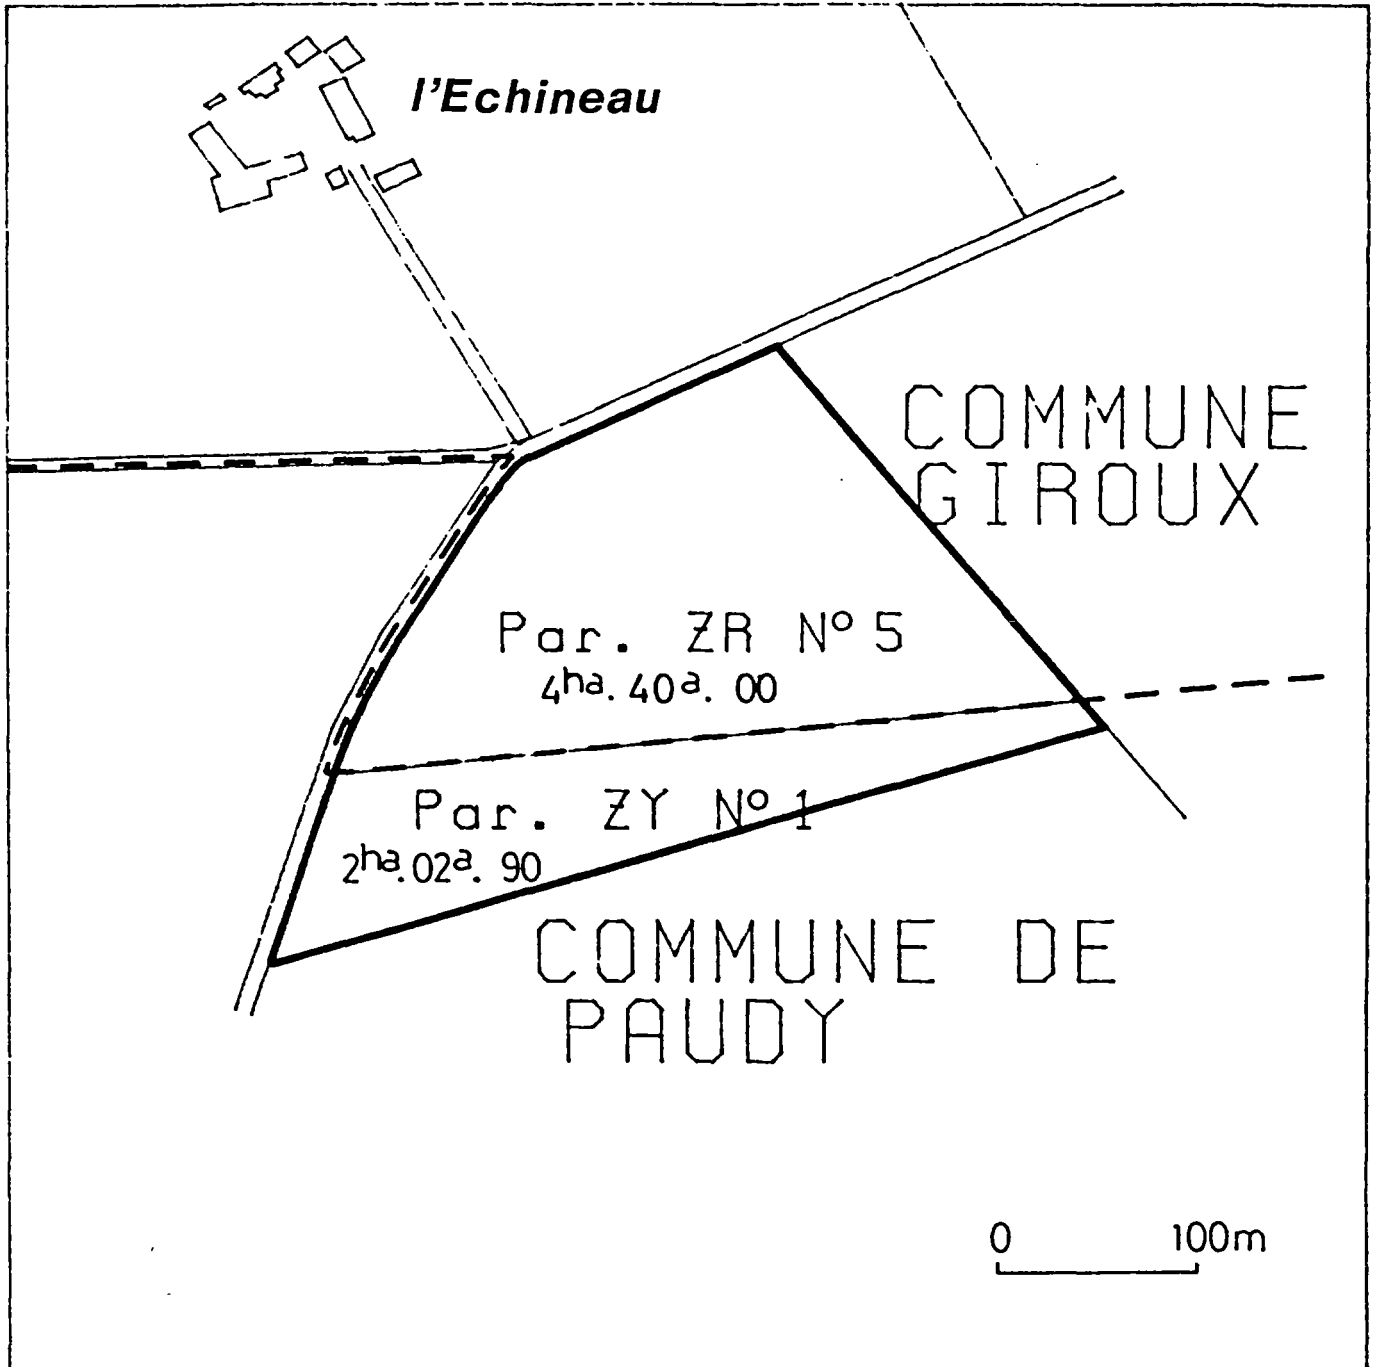 l'Echineau
COMMUNE
GIROUX
Par. ZR N° 5
4ha. 40a. 00
Par. ZY N° 1
2ha. 02a. 90
COMMUNE DE
PAUDY
0 100m